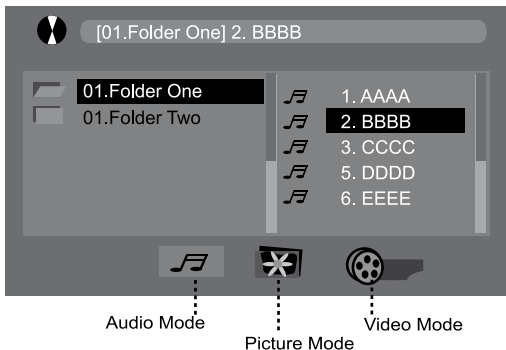 [01.Folder One] 2. BBBB
01.Folder One
01.Folder Two
1. AAAA
2. BBBB
3. CCCC
5. DDDD
6. EEEE
Audio Mode
Picture Mode
Video Mode